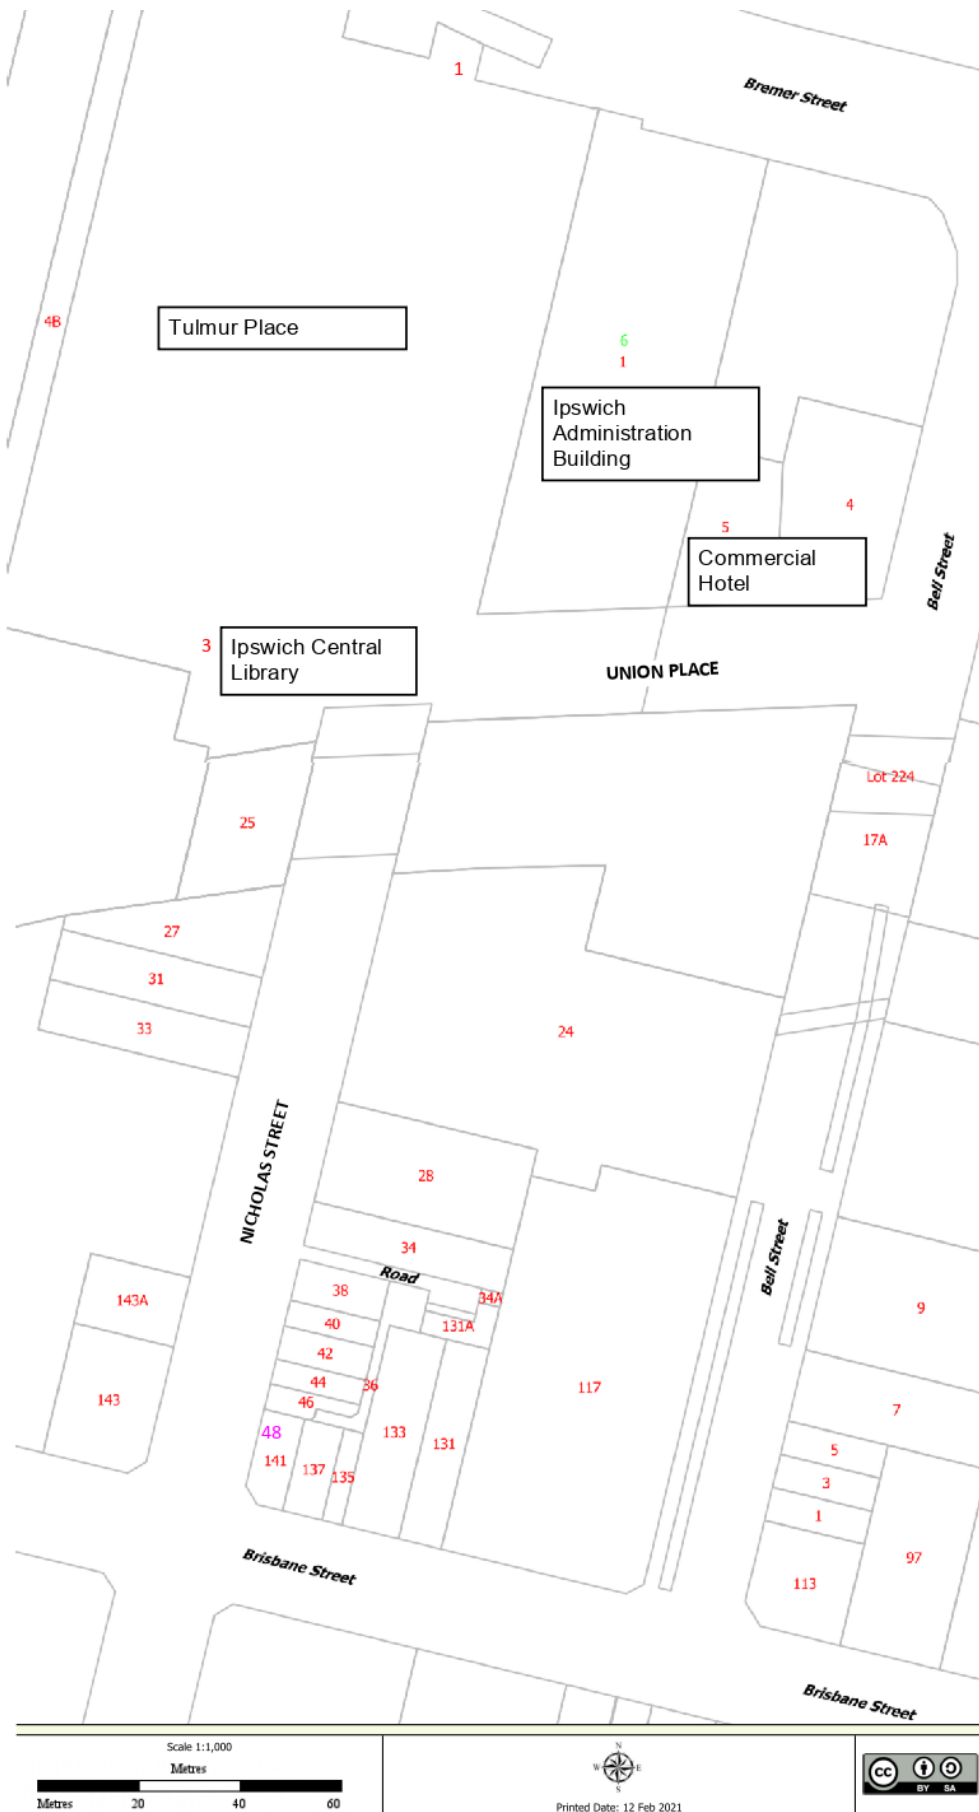 1
Bremer Street
4B
Tulmur Place
6
1
Ipswich
Administration
Building
4
5
Commercial
Hotel
Bell Street
3
Ipswich Central
Library
UNION PLACE
Lot 224
25
17A
27
31
33
24
NICHOLAS STREET
28
34
Road
38
34A
40
131A
42
44
36
46
48
141
137
135
133
131
117
143A
143
Bell Street
9
7
5
3
1
97
113
Brisbane Street
Brisbane Street
Scale 1:1,000
Metres
Metres 20 40 60
N
W E
S
Printed Date: 12 Feb 2021
cc
BY SA